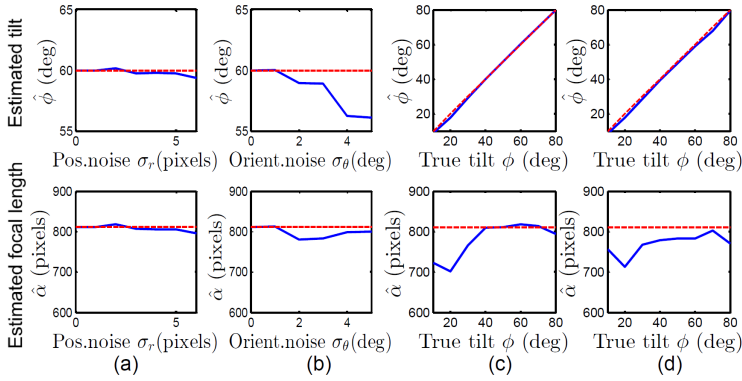 Estimated tilt
65
60
55
φ̂ (deg)
0 5
Pos.noise σ_r(pixels)
65
60
55
φ̂ (deg)
0 2 4
Orient.noise σ_θ(deg)
80
60
40
20
φ̂ (deg)
20 40 60 80
True tilt ϕ (deg)
80
60
40
20
φ̂ (deg)
20 40 60 80
True tilt ϕ (deg)
Estimated focal length
900
800
700
600
α̂ (pixels)
0 5
Pos.noise σ_r(pixels)
(a)
900
800
700
600
α̂ (pixels)
0 2 4
Orient.noise σ_θ(deg)
(b)
900
800
700
600
α̂ (pixels)
20 40 60 80
True tilt ϕ (deg)
(c)
900
800
700
600
α̂ (pixels)
20 40 60 80
True tilt ϕ (deg)
(d)